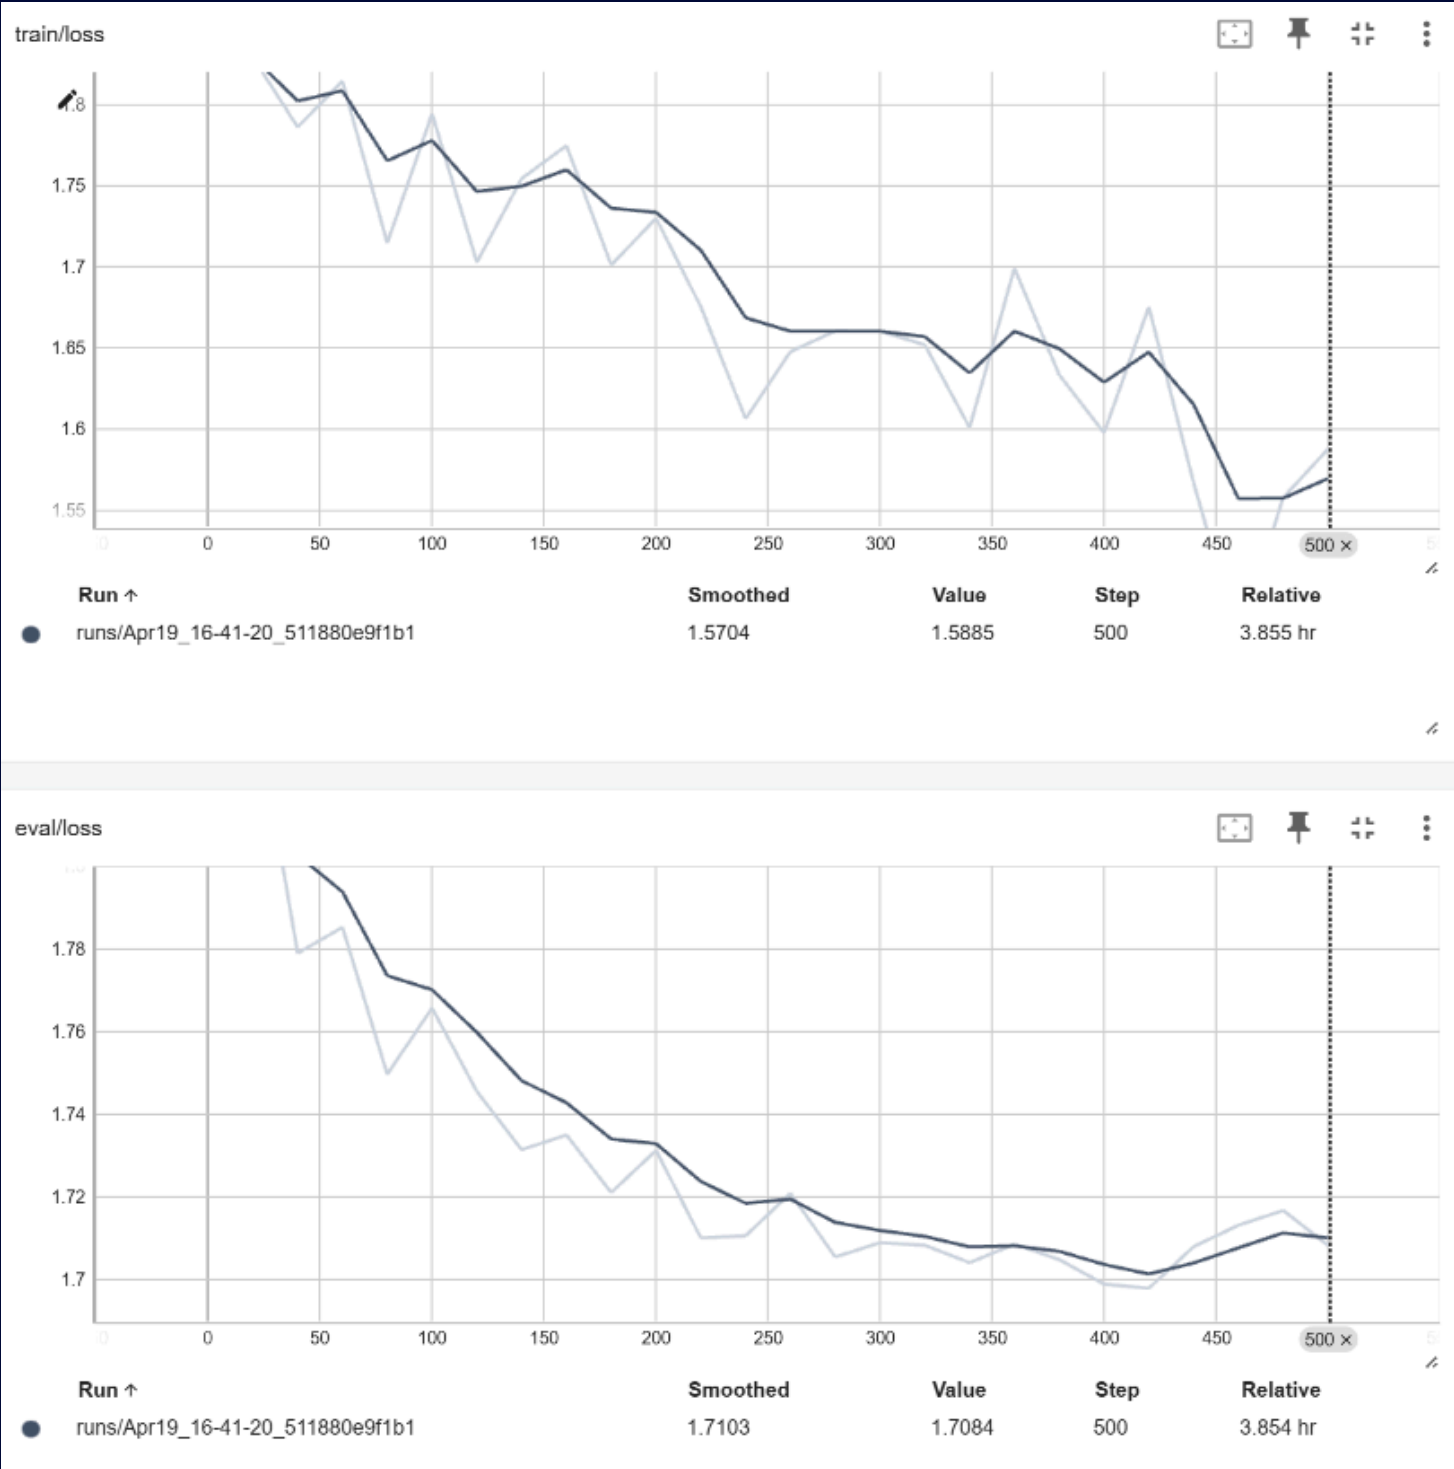 train/loss
1.8
1.75
1.7
1.65
1.6
1.55
0 0 50 100 150 200 250 300 350 400 450 500 ×
Run ↑ Smoothed Value Step Relative
runs/Apr19_16-41-20_511880e9f1b1 1.5704 1.5885 500 3.855 hr
eval/loss
1.78
1.76
1.74
1.72
1.7
0 0 50 100 150 200 250 300 350 400 450 500 ×
Run ↑ Smoothed Value Step Relative
runs/Apr19_16-41-20_511880e9f1b1 1.7103 1.7084 500 3.854 hr